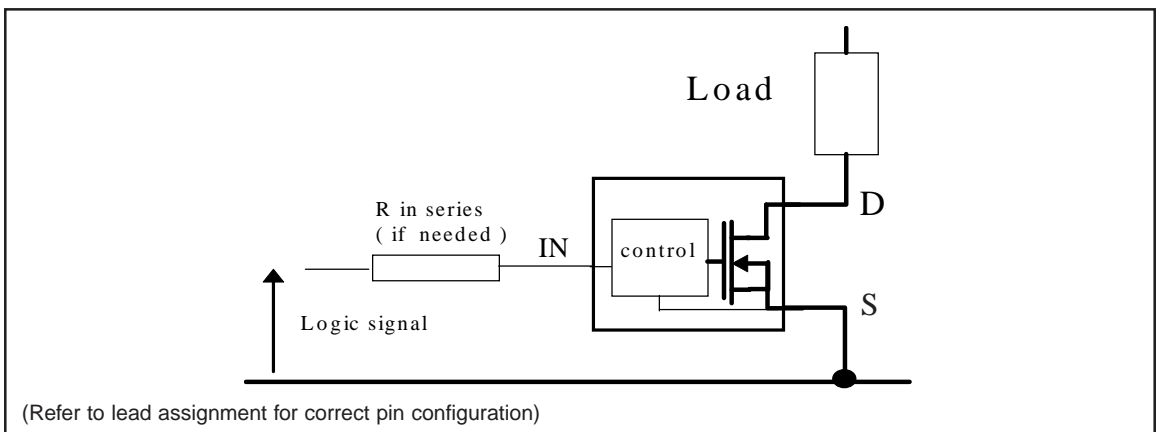 Load
D
R in series
( if needed )
IN
control
S
Logic signal
(Refer to lead assignment for correct pin configuration)